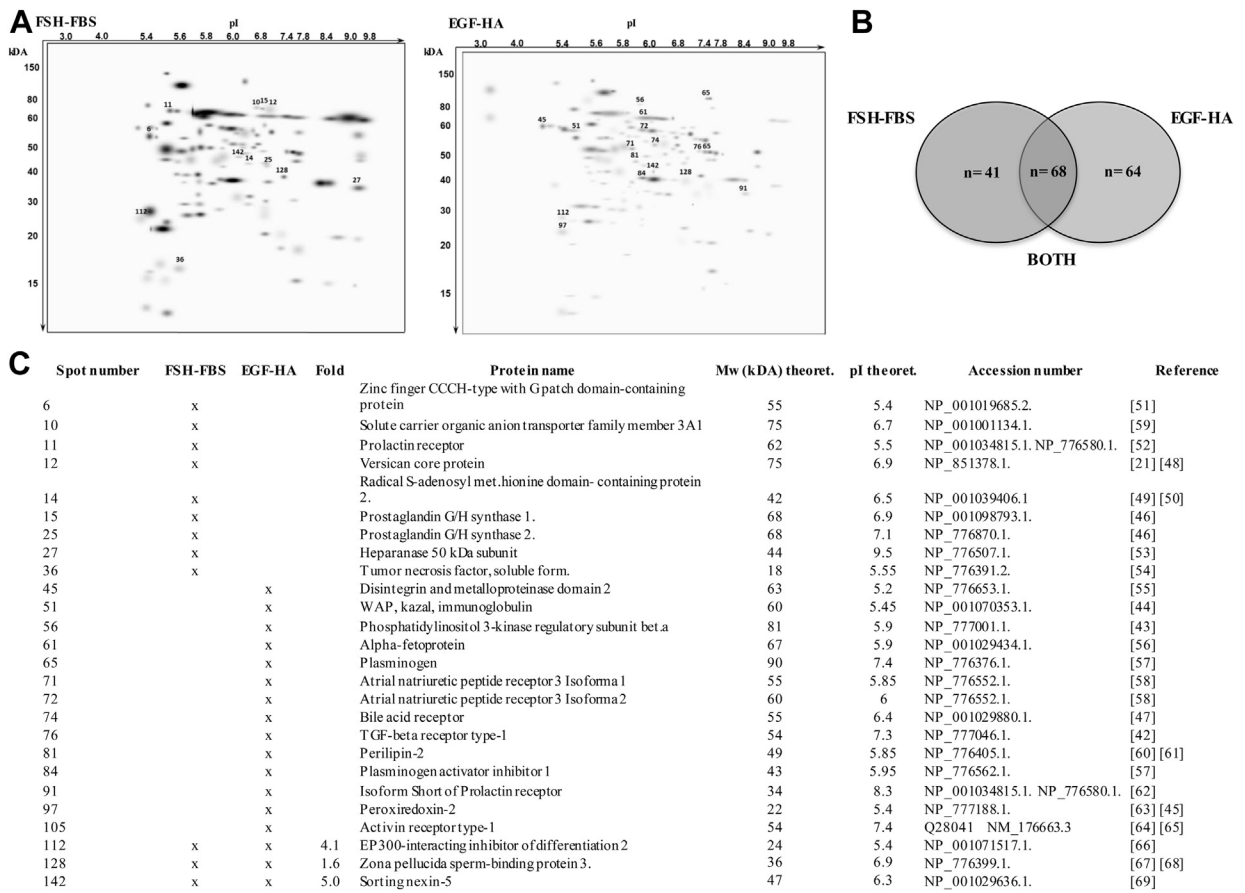 A FSH-FBS
pI
3.0 4.0 5.4 5.6 5.8 6.0 6.8 7.4 7.8 8.4 9.0 9.8
kDA
150
80
60
50
40
30
20
15
11
10 15 12
6
142
14
25
128
27
112
36
EGF-HA
pI
3.0 4.0 5.4 5.6 5.8 6.0 6.8 7.4 7.8 8.4 9.0 9.8
kDA
150
80
60
50
40
30
20
15
65
56
61
45
51
72
74
71
76 65
81
142
84
128
91
112
97
B
FSH-FBS
EGF-HA
n= 41
n= 68
n= 64
BOTH
C Spot number FSH-FBS EGF-HA Fold Protein name Mw (kDA) theoret. pI theoret. Accession number Reference
Zinc finger CCCH-type with G patch domain-containing
6 x protein 55 5.4 NP_001019685.2. [51]
10 x Solute carrier organic anion transporter family member 3A1 75 6.7 NP_001001134.1. [59]
11 x Prolactin receptor 62 5.5 NP_001034815.1. NP_776580.1. [52]
12 x Versican core protein 75 6.9 NP_851378.1. [21] [48]
Radical S-adenosyl met.hionine domain- containing protein
14 x 2. 42 6.5 NP_001039406.1 [49] [50]
15 x Prostaglandin G/H synthase 1. 68 6.9 NP_001098793.1. [46]
25 x Prostaglandin G/H synthase 2. 68 7.1 NP_776870.1. [46]
27 x Heparanase 50 kDa subunit 44 9.5 NP_776507.1. [53]
36 x Tumor necrosis factor, soluble form. 18 5.55 NP_776391.2. [54]
45 x Disintegrin and metalloproteinase domain 2 63 5.2 NP_776653.1. [55]
51 x WAP, kazal, immunoglobulin 60 5.45 NP_001070353.1. [44]
56 x Phosphatidylinositol 3-kinase regulatory subunit bet.a 81 5.9 NP_777001.1. [43]
61 x Alpha-fetoprotein 67 5.9 NP_001029434.1. [56]
65 x Plasminogen 90 7.4 NP_776376.1. [57]
71 x Atrial natriuretic peptide receptor 3 Isoforma 1 55 5.85 NP_776552.1. [58]
72 x Atrial natriuretic peptide receptor 3 Isoforma 2 60 6 NP_776552.1. [58]
74 x Bile acid receptor 55 6.4 NP_001029880.1. [47]
76 x TGF-beta receptor type-1 54 7.3 NP_777046.1. [42]
81 x Perilipin-2 49 5.85 NP_776405.1. [60] [61]
84 x Plasminogen activator inhibitor 1 43 5.95 NP_776562.1. [57]
91 x Isoform Short of Prolactin receptor 34 8.3 NP_001034815.1. NP_776580.1. [62]
97 x Peroxiredoxin-2 22 5.4 NP_777188.1. [63] [45]
105 x Activin receptor type-1 54 7.4 Q28041 NM_176663.3 [64] [65]
112 x x 4.1 EP300-interacting inhibitor of differentiation 2 24 5.4 NP_001071517.1. [66]
128 x x 1.6 Zona pellucida sperm-binding protein 3. 36 6.9 NP_776399.1. [67] [68]
142 x x 5.0 Sorting nexin-5 47 6.3 NP_001029636.1. [69]